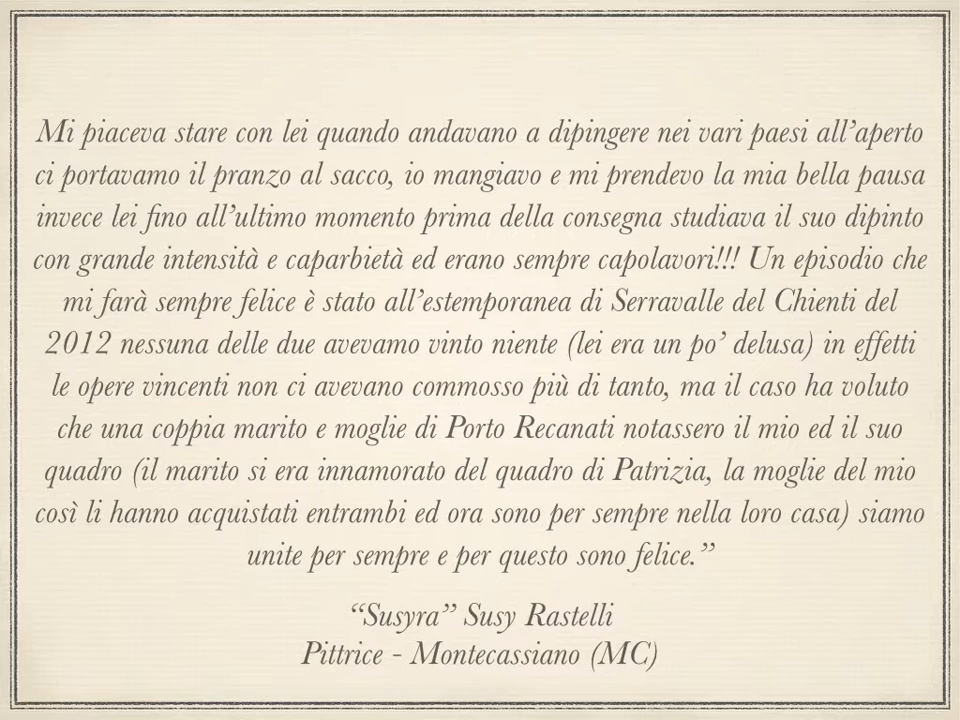 Mi piaceva stare con lei quando andavano a dipingere nei vari paesi all’aperto
ci portavamo il pranzo al sacco, io mangiavo e mi prendevo la mia bella pausa
invece lei fino all’ultimo momento prima della consegna studiava il suo dipinto
con grande intensità e caparbietà ed erano sempre capolavori!!! Un episodio che
mi farà sempre felice è stato all’estemporanea di Serravalle del Chienti del
2012 nessuna delle due avevamo vinto niente (lei era un po’ delusa) in effetti
le opere vincenti non ci avevano commosso più di tanto, ma il caso ha voluto
che una coppia marito e moglie di Porto Recanati notassero il mio ed il suo
quadro (il marito si era innamorato del quadro di Patrizia, la moglie del mio
così li hanno acquistati entrambi ed ora sono per sempre nella loro casa) siamo
unite per sempre e per questo sono felice.”
“Susyra” Susy Rastelli
Pittrice - Montecassiano (MC)